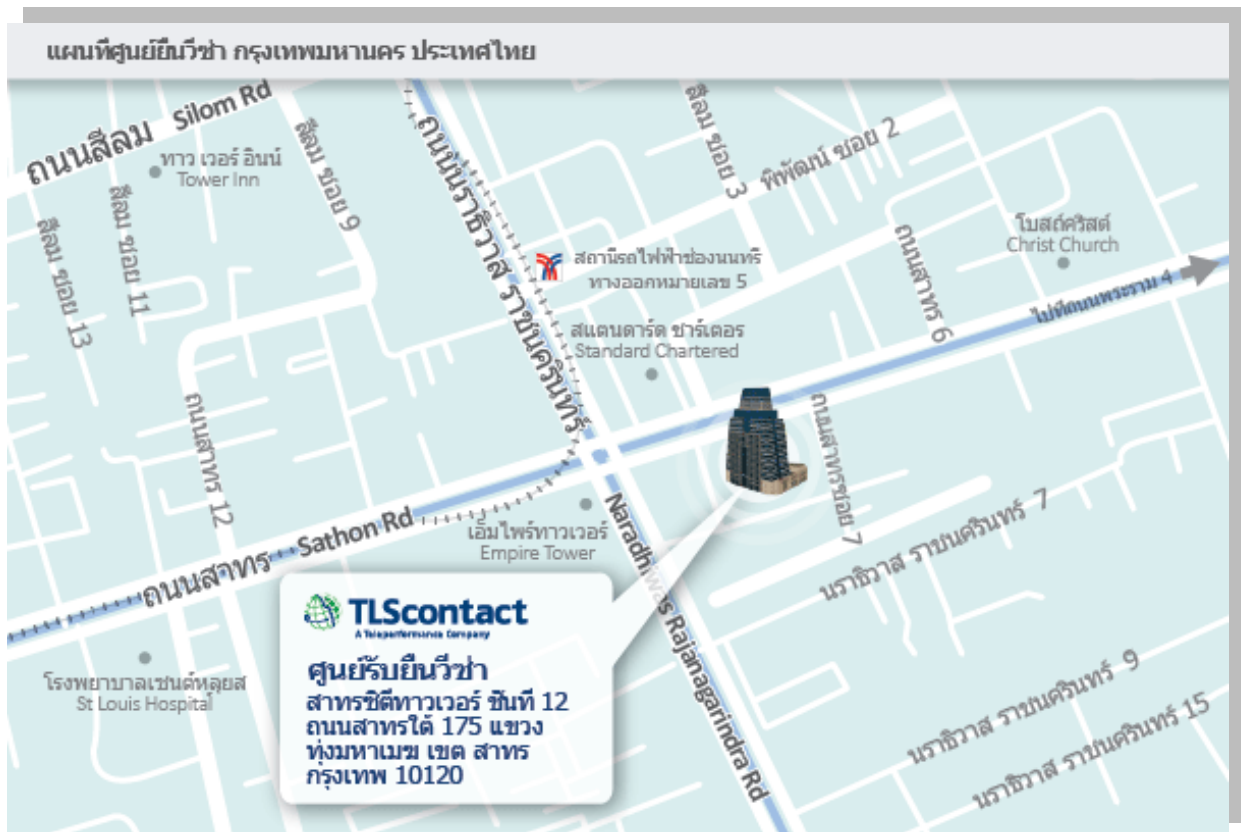 แผนที่ศูนย์ยื่นวีซ่า กรุงเทพมหานคร ประเทศไทย
ถนนสีลม Silom Rd
ทาว เวอร์ อินน์
Tower Inn
สีลม ซอย 9
สีลม ซอย 11
สีลม ซอย 13
ถนนนราธิวาส ราชนครินทร์
สีลม ซอย 3
พิพัฒน์ ซอย 2
โบสถ์คริสต์
Christ Church
สถานีรถไฟฟ้าช่องนนทรี
ทางออกหมายเลข 5
ถนนสาทร 6
ไปที่ถนนพระราม 4
สแตนดาร์ด ชาร์เตอร
Standard Chartered
ถนนสาทร 12
ถนนสาทรซอย 7
เอ็มไพร์ทาวเวอร์
Empire Tower
ถนนสาทร Sathon Rd
นราธิวาส ราชนครินทร์ 7
Naradhiwas Rajanagarindra Rd
โรงพยาบาลเซนต์หลุยส
St Louis Hospital
นราธิวาส ราชนครินทร์ 9
นราธิวาส ราชนครินทร์ 15
TLScontact
A Teleperformance Company
ศูนย์รับยื่นวีซ่า
สาทรซิตีทาวเวอร์ ชั้นที่ 12
ถนนสาทรใต้ 175 แขวง
ทุ่งมหาเมฆ เขต สาทร
กรุงเทพ 10120